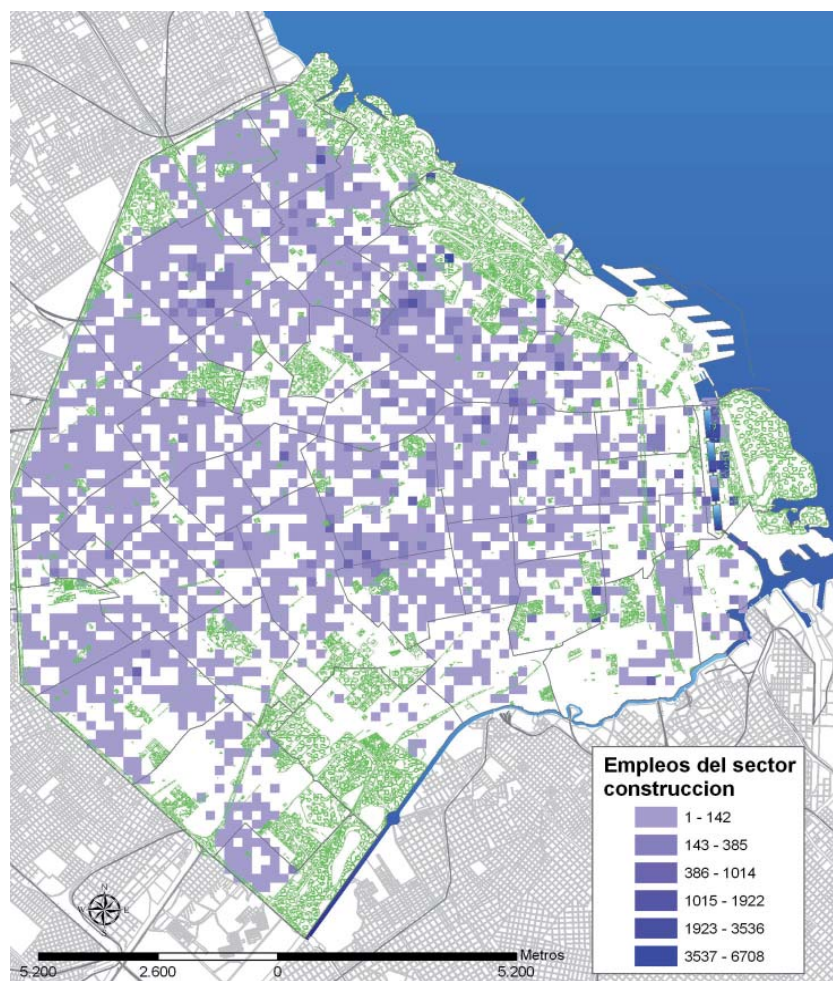 Empleos del sector
construccion
1 - 142
143 - 385
386 - 1014
1015 - 1922
1923 - 3536
3537 - 6708
N
E
S
Metros
5.200 2.600 0 5.200